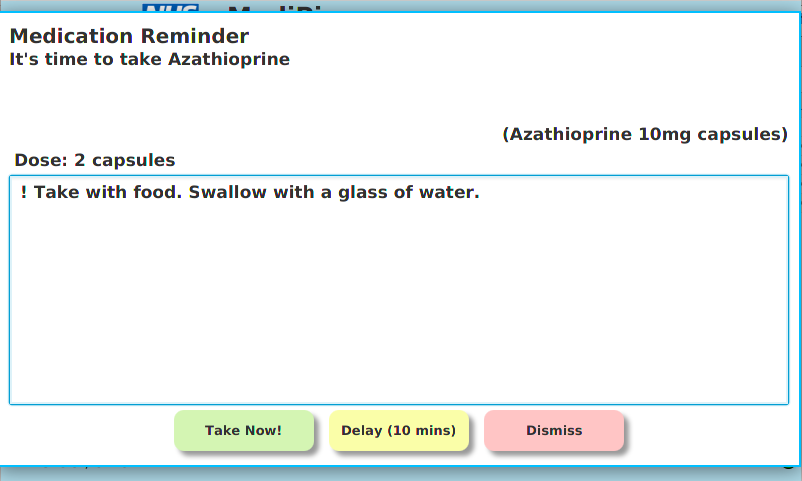 NHS
Medication Reminder
It's time to take Azathioprine
(Azathioprine 10mg capsules)
Dose: 2 capsules
! Take with food. Swallow with a glass of water.
Take Now!
Delay (10 mins)
Dismiss